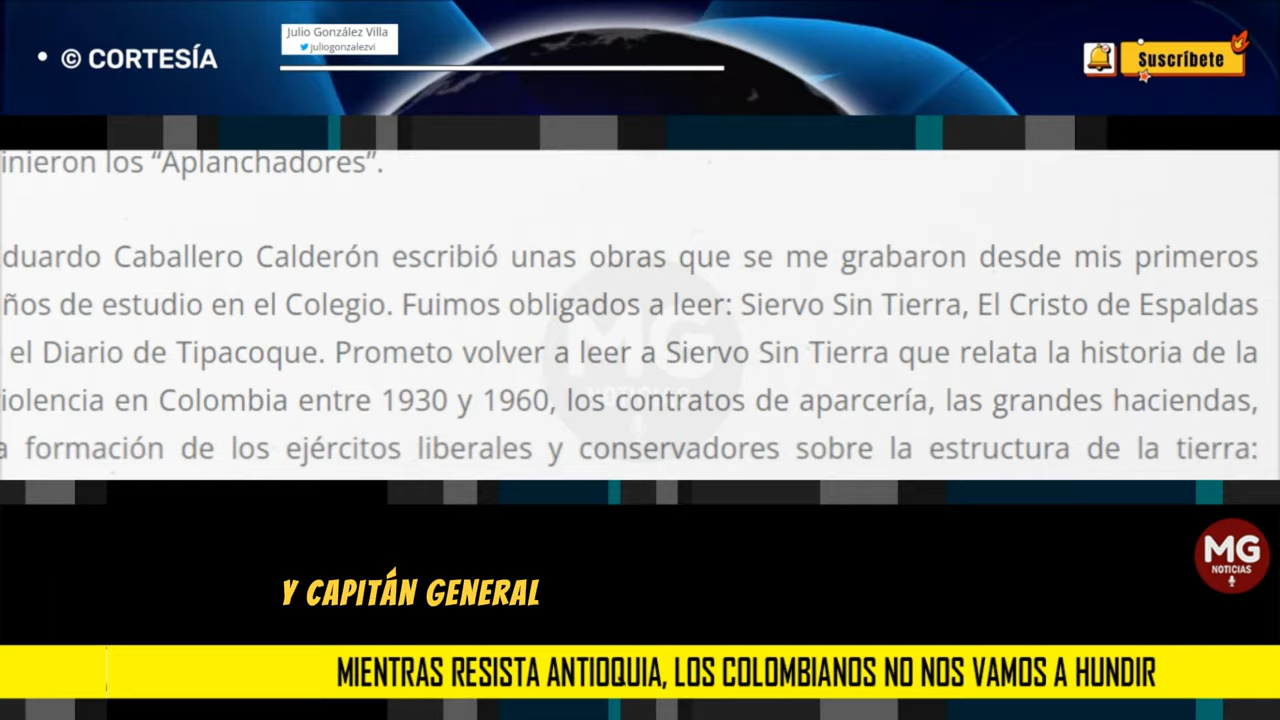 • © CORTESÍA
Julio González Villa
juliogonzalezvi
Suscríbete
inieron los “Aplanchadores”.
duardo Caballero Calderón escribió unas obras que se me grabaron desde mis primeros
ños de estudio en el Colegio. Fuimos obligados a leer: Siervo Sin Tierra, El Cristo de Espaldas
el Diario de Tipacoque. Prometo volver a leer a Siervo Sin Tierra que relata la historia de la
iolencia en Colombia entre 1930 y 1960, los contratos de aparcería, las grandes haciendas,
a formación de los ejércitos liberales y conservadores sobre la estructura de la tierra:
MG
NOTICIAS
Y CAPITÁN GENERAL
MG
NOTICIAS
MIENTRAS RESISTA ANTIOQUIA, LOS COLOMBIANOS NO NOS VAMOS A HUNDIR